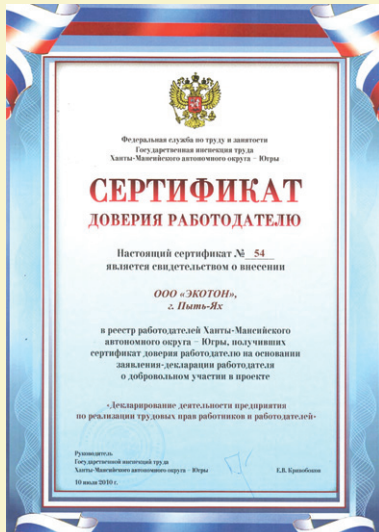 Федеральная служба по труду и занятости
Государственная инспекция труда
Ханты-Мансийского автономного округа – Югры
СЕРТИФИКАТ
ДОВЕРИЯ РАБОТОДАТЕЛЮ
Настоящий сертификат № 54
является свидетельством о внесении
ООО «ЭКОТОН»,
г. Пыть-Ях
в реестр работодателей Ханты-Мансийского
автономного округа – Югры, получивших
сертификат доверия работодателю на основании
заявления-декларации работодателя
о добровольном участии в проекте
«Декларирование деятельности предприятия
по реализации трудовых прав работников и работодателей»
Руководитель
Государственной инспекции труда
Ханты-Мансийского автономного округа – Югры
Е.В.
10 июля 2010 г.